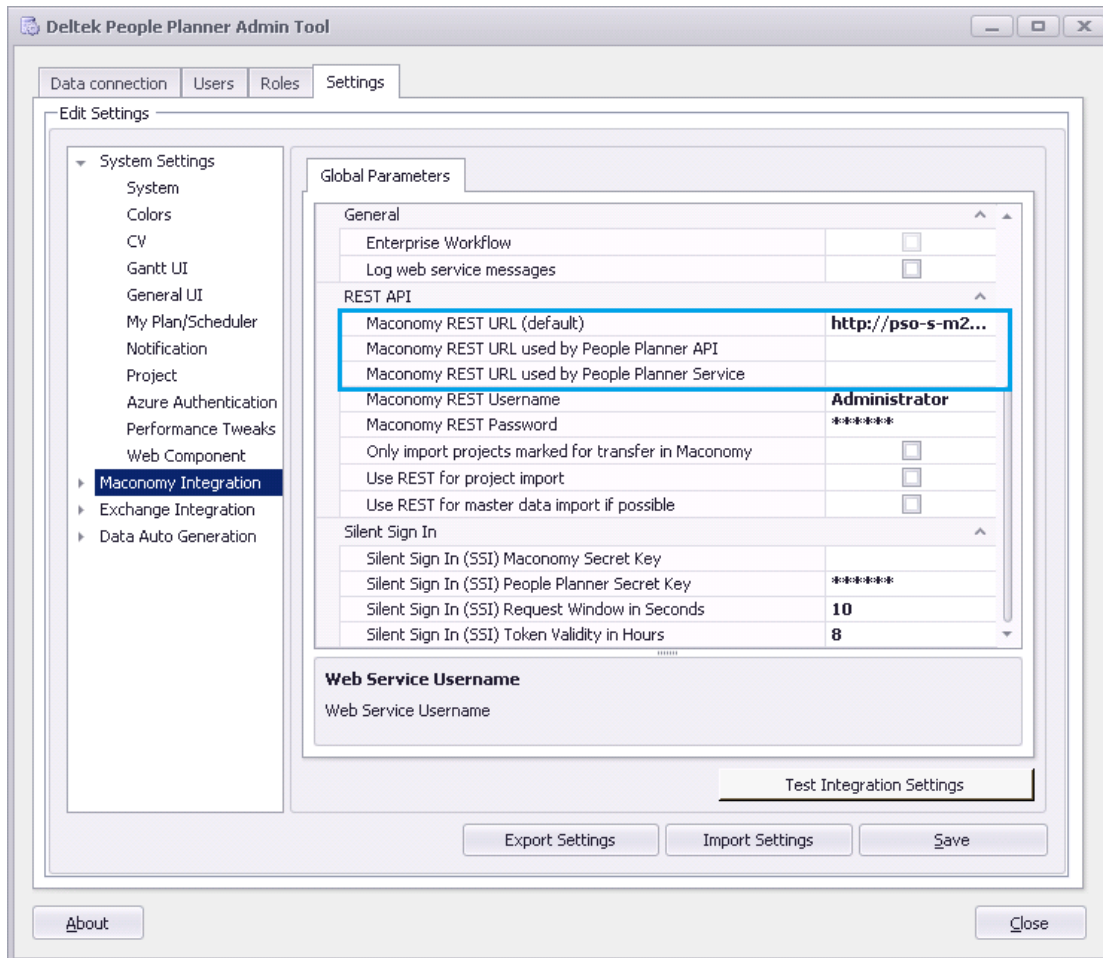 Deltek People Planner Admin Tool
Data connection Users Roles Settings
Edit Settings
System Settings
System
Colors
CV
Gantt UI
General UI
My Plan/Scheduler
Notification
Project
Azure Authentication
Performance Tweaks
Web Component
Maconomy Integration
Exchange Integration
Data Auto Generation
Global Parameters
General
Enterprise Workflow
Log web service messages
REST API
Maconomy REST URL (default) http://pso-s-m2...
Maconomy REST URL used by People Planner API
Maconomy REST URL used by People Planner Service
Maconomy REST Username Administrator
Maconomy REST Password ******
Only import projects marked for transfer in Maconomy
Use REST for project import
Use REST for master data import if possible
Silent Sign In
Silent Sign In (SSI) Maconomy Secret Key
Silent Sign In (SSI) People Planner Secret Key ******
Silent Sign In (SSI) Request Window in Seconds 10
Silent Sign In (SSI) Token Validity in Hours 8
Web Service Username
Web Service Username
Test Integration Settings
Export Settings Import Settings Save
About Close